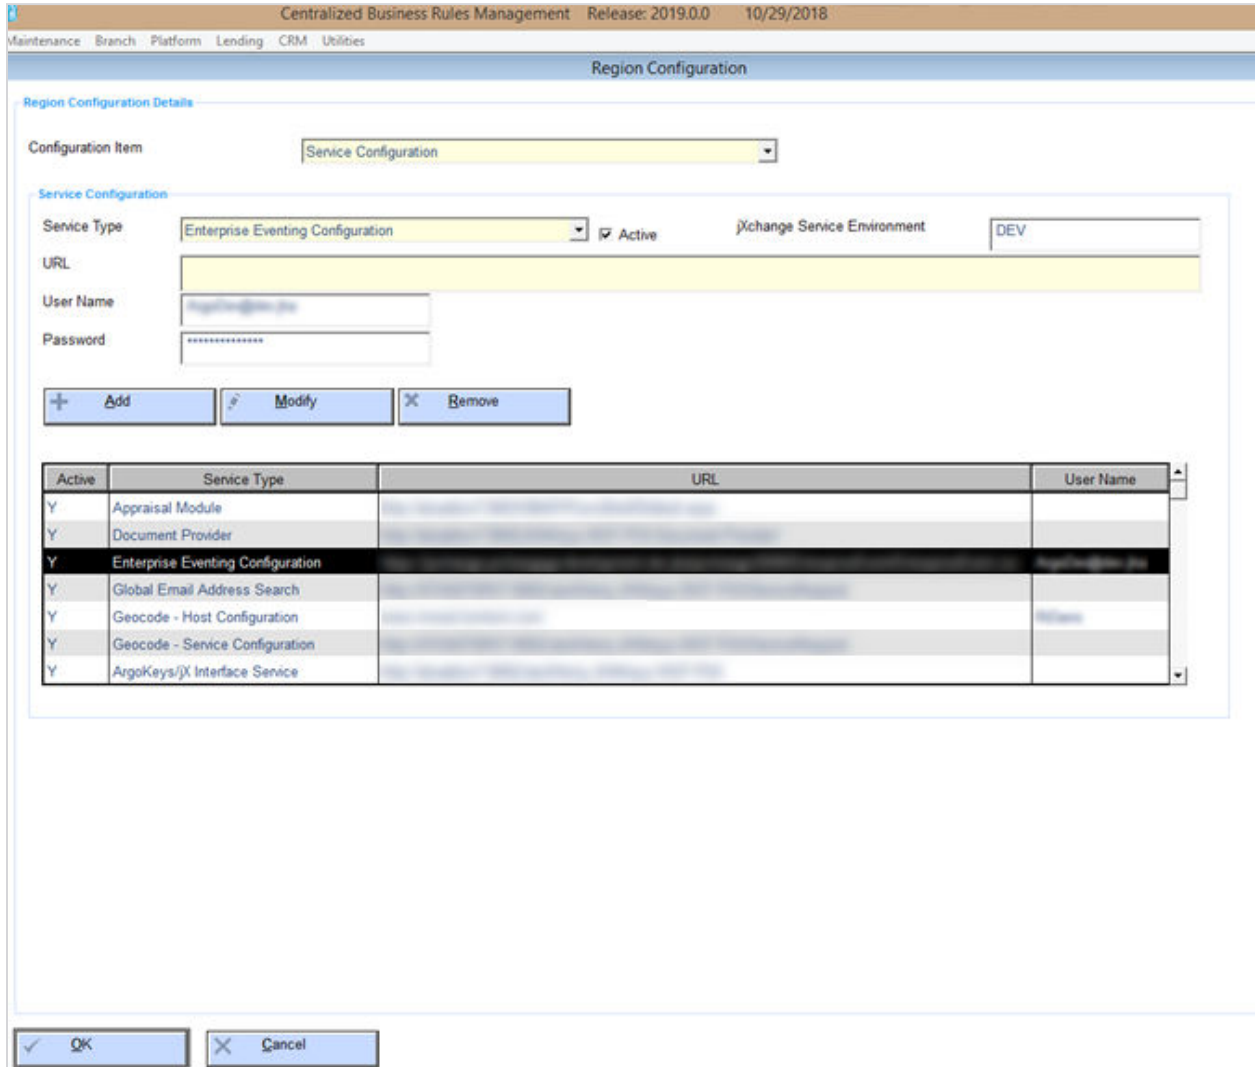 Centralized Business Rules Management Release: 2019.0.0 10/29/2018
Maintenance Branch Platform Lending CRM Utilities
Region Configuration
Region Configuration Details
Configuration Item Service Configuration
Service Configuration
Service Type Enterprise Eventing Configuration Active jXchange Service Environment DEV
URL
User Name
Password **************
Add Modify Remove
Active Service Type URL User Name
Y Appraisal Module
Y Document Provider
Y Enterprise Eventing Configuration
Y Global Email Address Search
Y Geocode - Host Configuration
Y Geocode - Service Configuration
Y ArgoKeys/jX Interface Service
OK Cancel